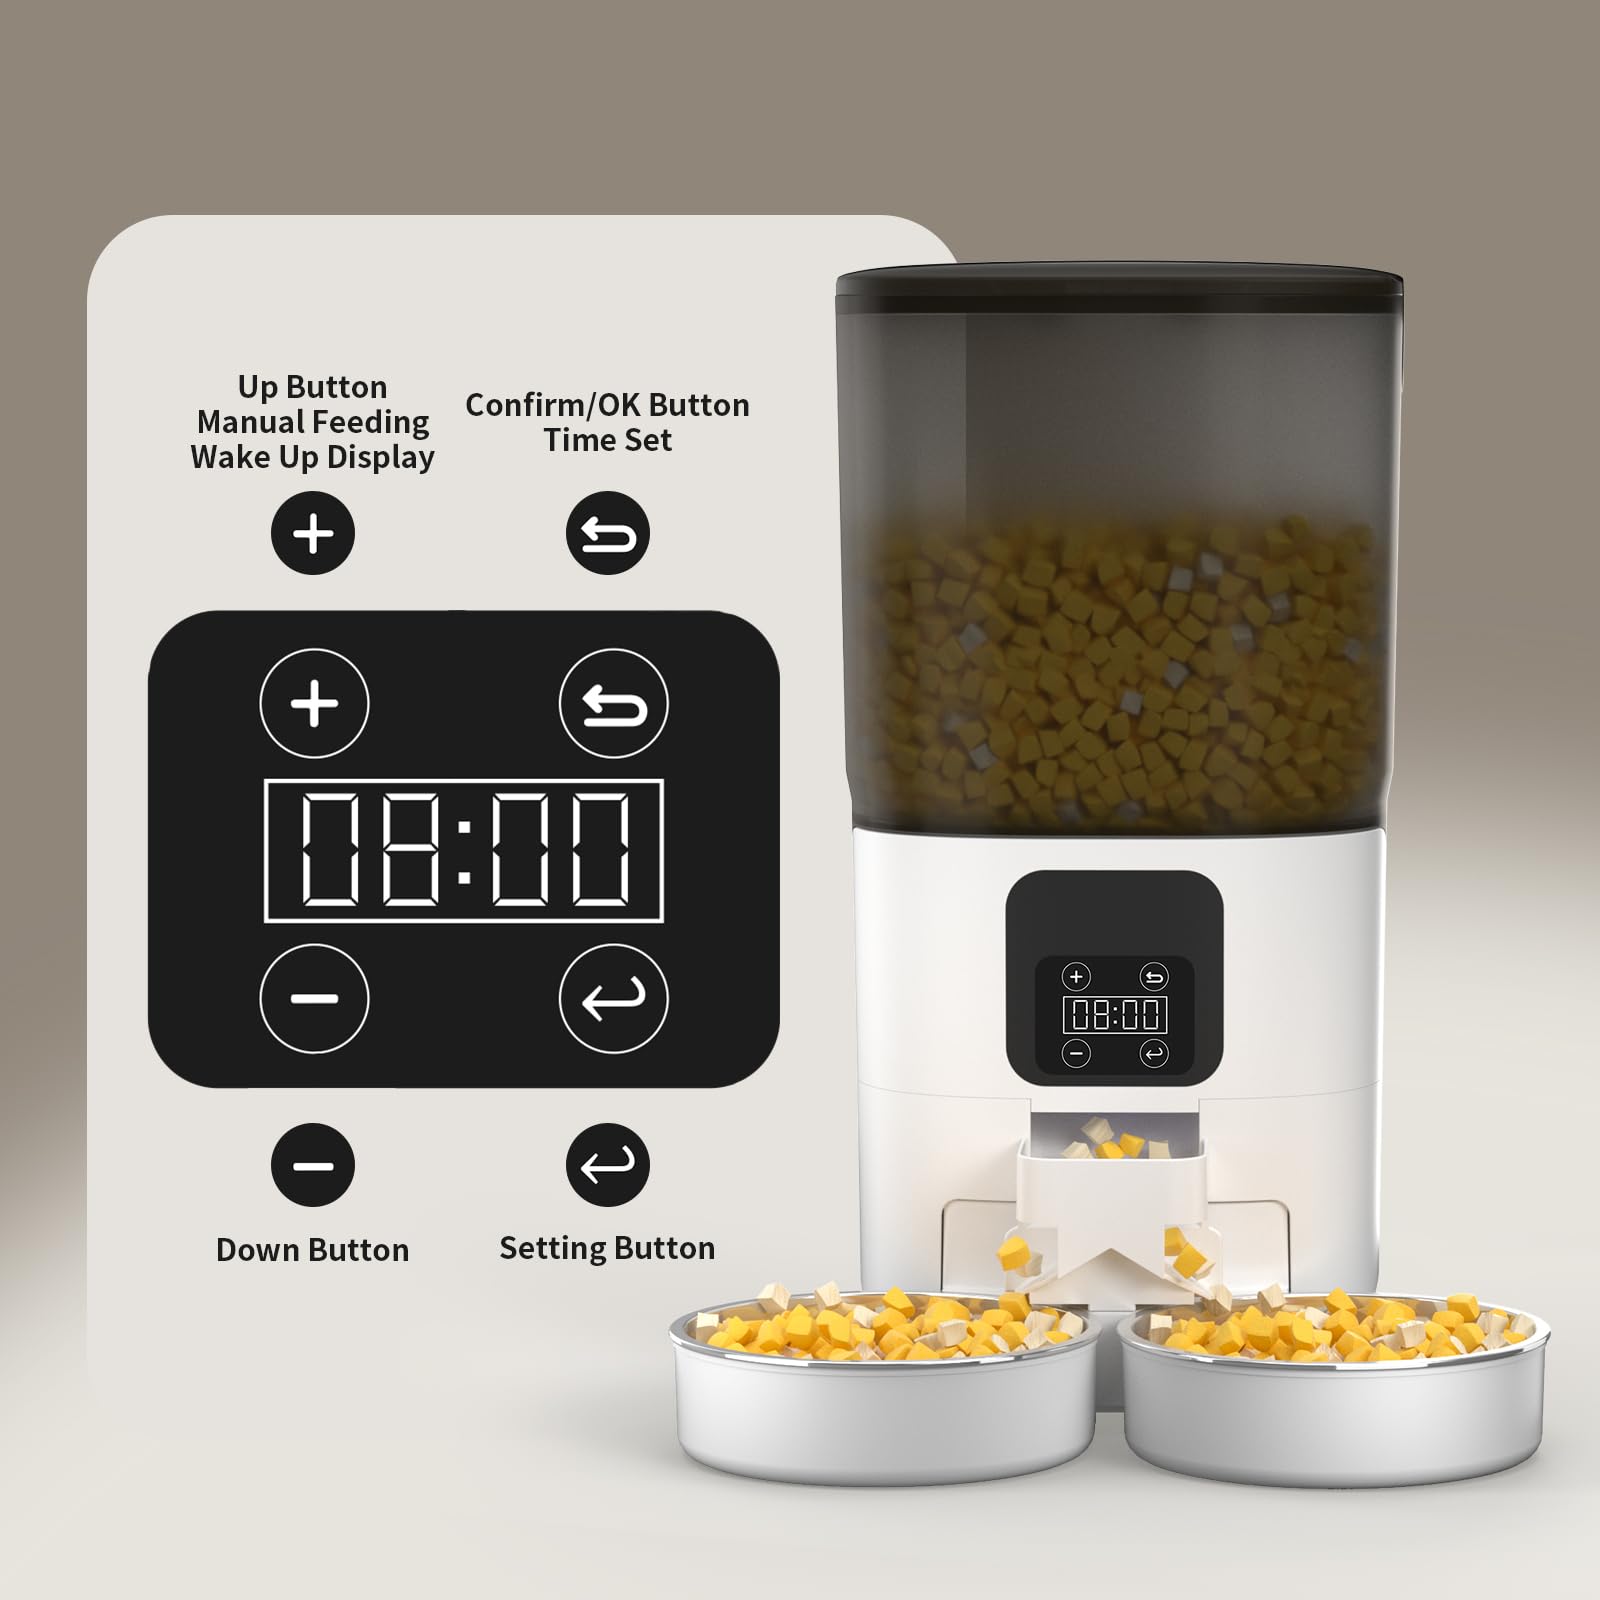 Up Button
Manual Feeding
Wake Up Display
Confirm/OK Button
Time Set
08:00
Down Button
Setting Button
08:00